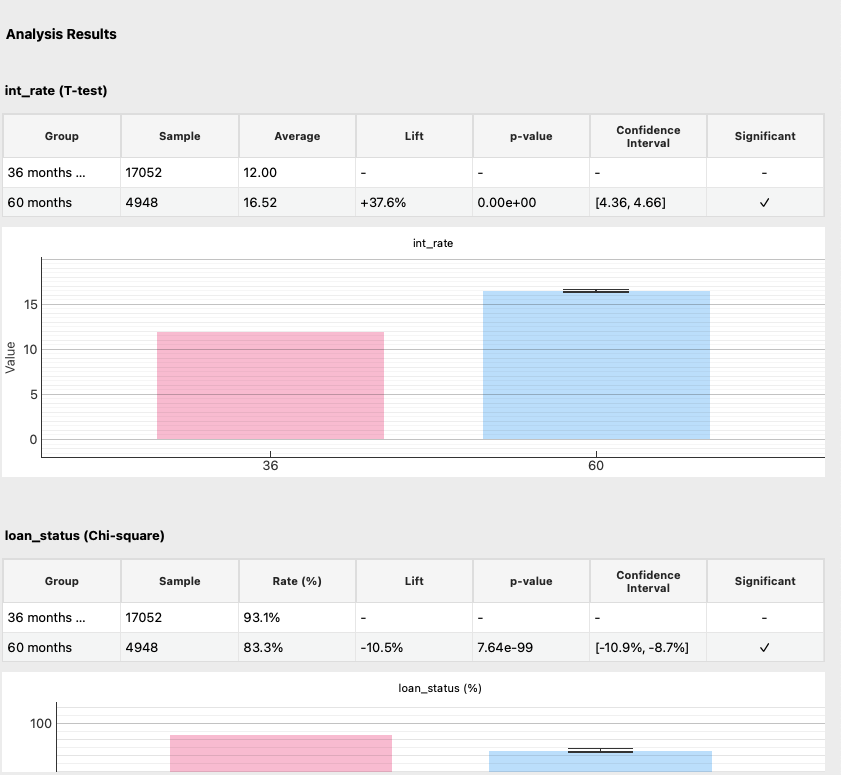 Analysis Results
int_rate (T-test)
Group Sample Average Lift p-value Confidence Interval Significant
36 months ... 17052 12.00 - - - -
60 months 4948 16.52 +37.6% 0.00e+00 [4.36, 4.66] ✓
int_rate
Value
15
10
5
0
36 60
loan_status (Chi-square)
Group Sample Rate (%) Lift p-value Confidence Interval Significant
36 months ... 17052 93.1% - - - -
60 months 4948 83.3% -10.5% 7.64e-99 [-10.9%, -8.7%] ✓
loan_status (%)
100